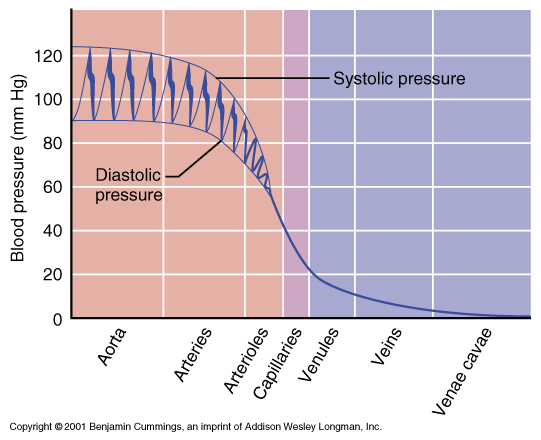 Blood pressure (mm Hg)
120
100
80
60
40
20
0
Systolic pressure
Diastolic
pressure
Aorta
Arteries
Arterioles
Capillaries
Venules
Veins
Venae cavae
Copyright © 2001 Benjamin Cummings, an imprint of Addison Wesley Longman, Inc.